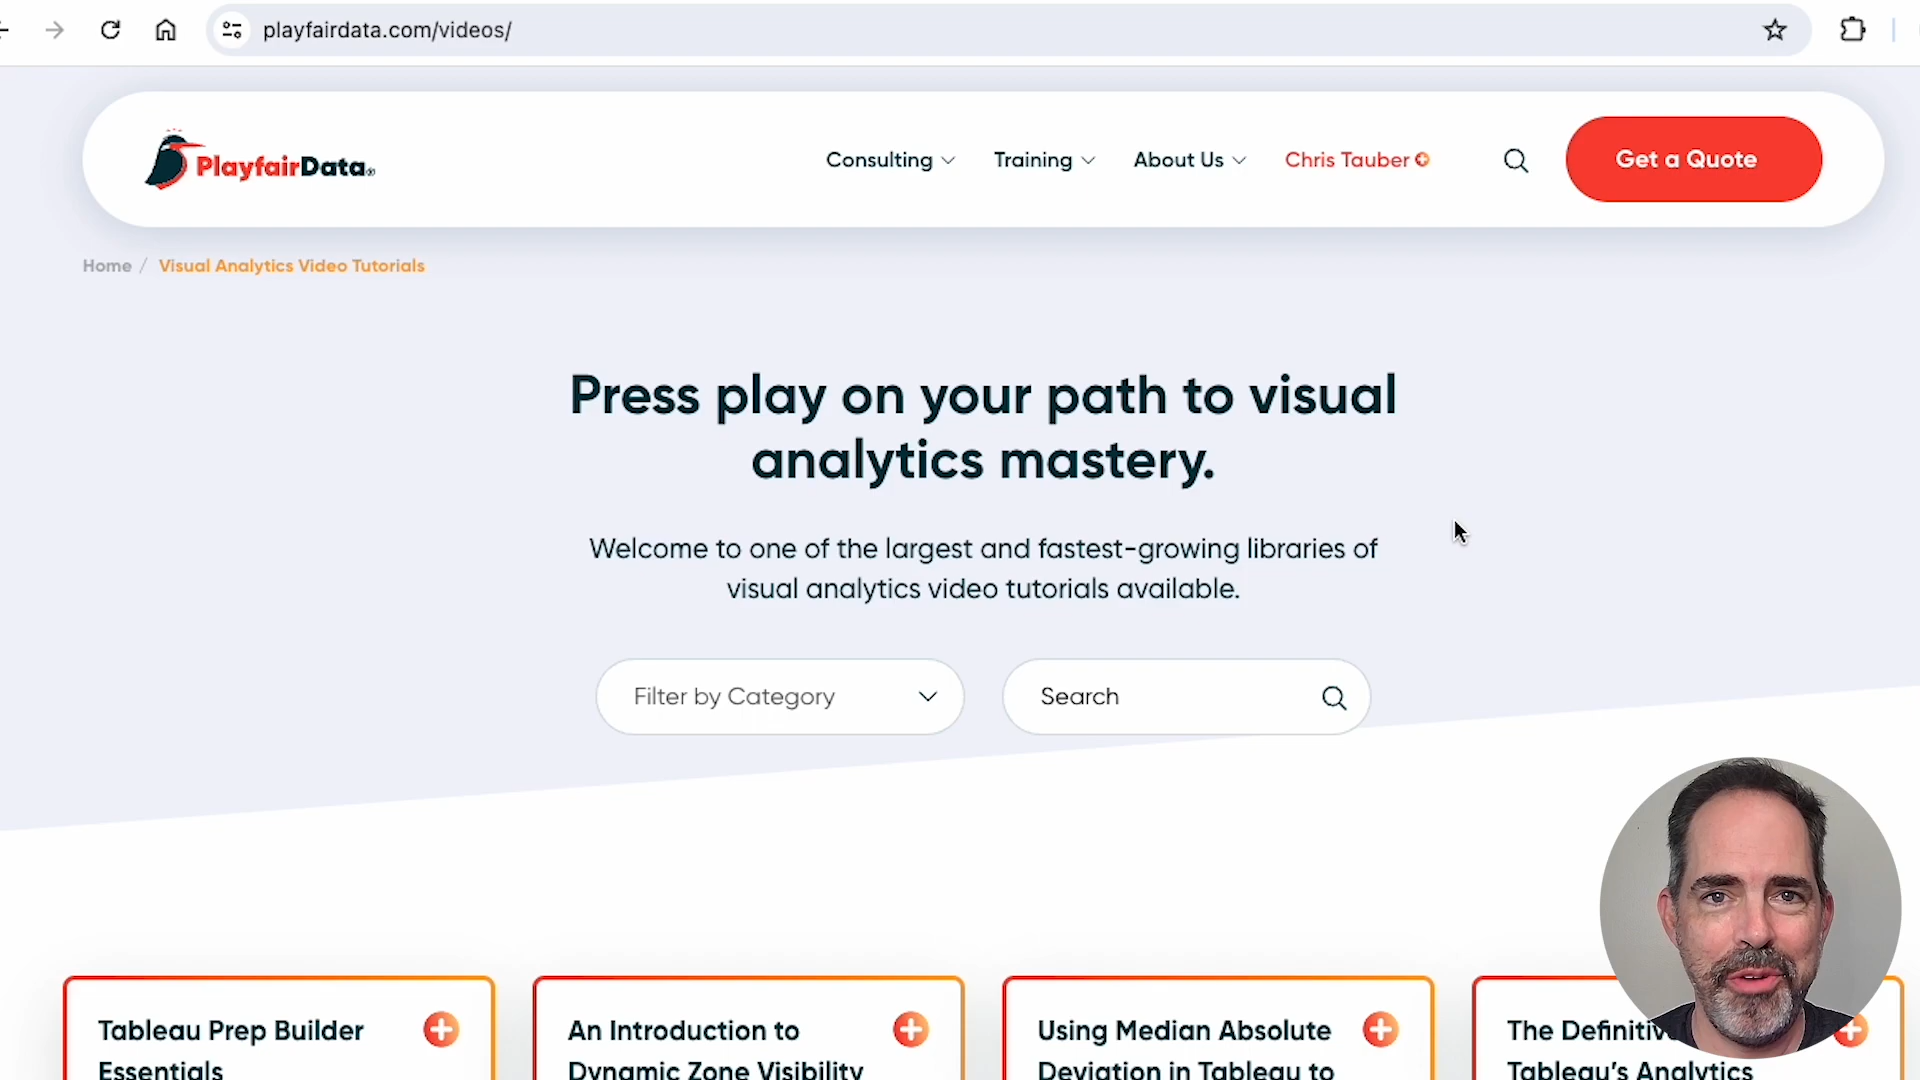 playfairdata.com/videos/
PlayfairData®
Consulting
Training
About Us
Chris Tauber
Get a Quote
Home / Visual Analytics Video Tutorials
Press play on your path to visual
analytics mastery.
Welcome to one of the largest and fastest-growing libraries of
visual analytics video tutorials available.
Filter by Category
Search
Tableau Prep Builder
Essentials
An Introduction to
Dynamic Zone Visibility
Using Median Absolute
Deviation in Tableau to
The Definitiv
Tableau's Analytics